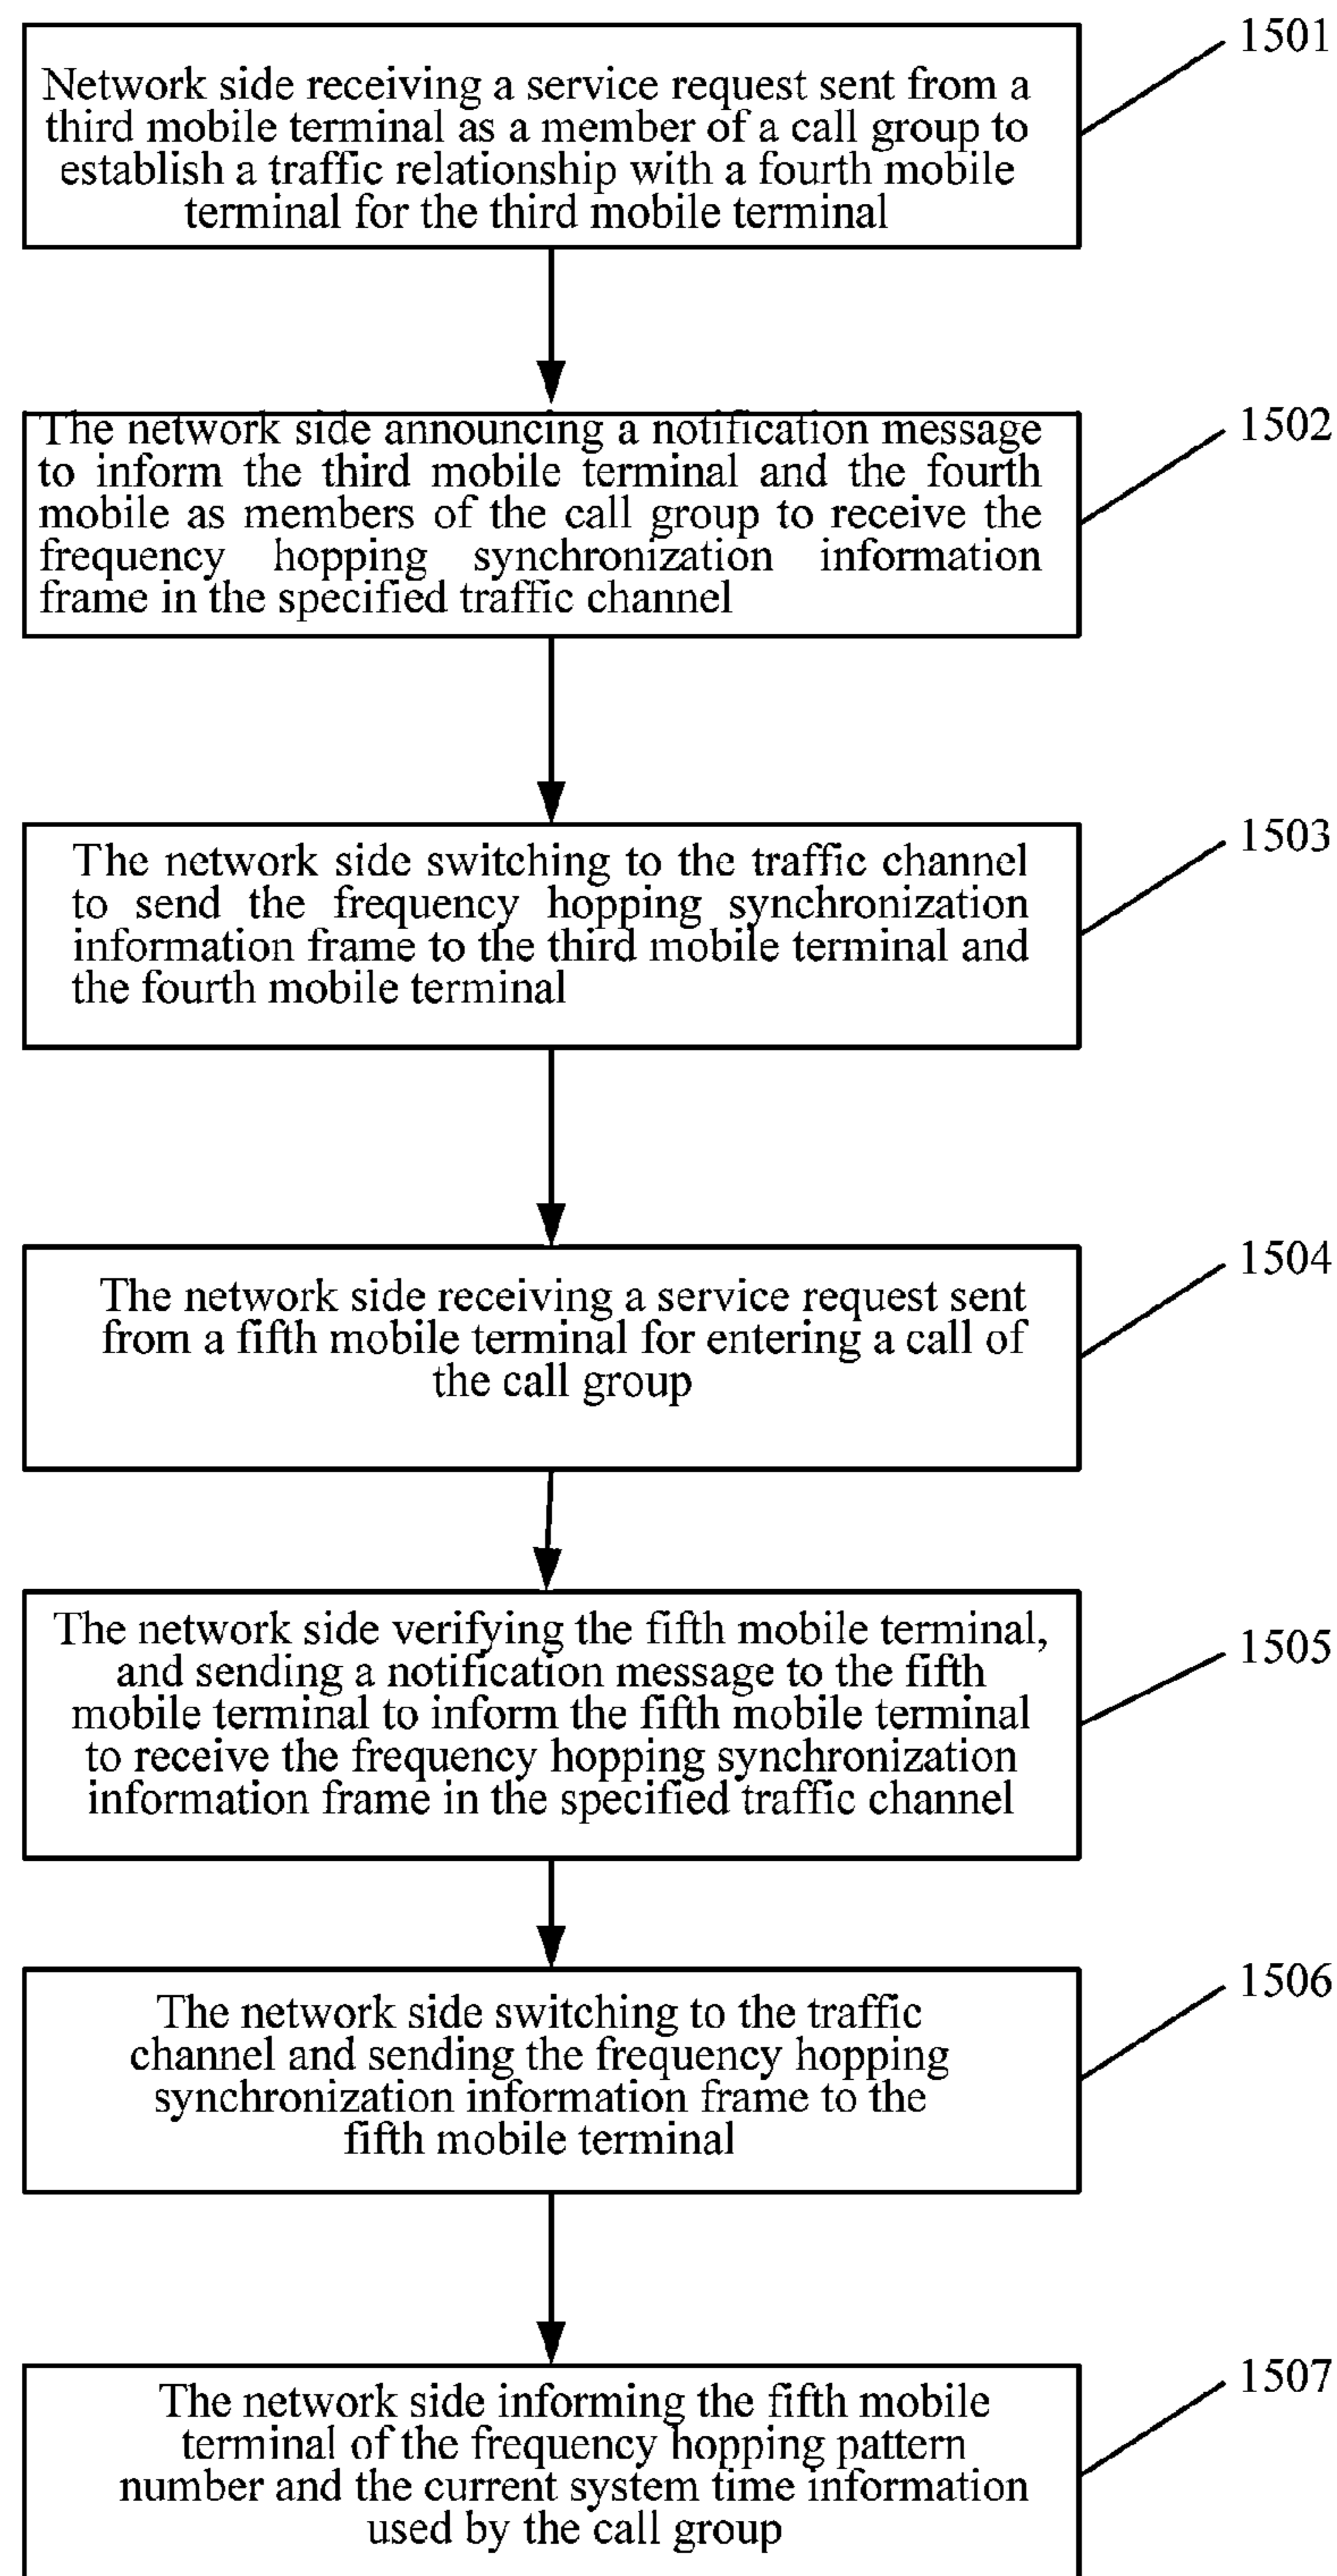 1501
Network side receiving a service request sent from a
third mobile terminal as a member of a call group to
establish a traffic relationship with a fourth mobile
terminal for the third mobile terminal
1502
The network side announcing a notification message
to inform the third mobile terminal and the fourth
mobile as members of the call group to receive the
frequency hopping synchronization information
frame in the specified traffic channel
1503
The network side switching to the traffic channel
to send the frequency hopping synchronization
information frame to the third mobile terminal and
the fourth mobile terminal
1504
The network side receiving a service request sent
from a fifth mobile terminal for entering a call of
the call group
1505
The network side verifying the fifth mobile terminal,
and sending a notification message to the fifth
mobile terminal to inform the fifth mobile terminal
to receive the frequency hopping synchronization
information frame in the specified traffic channel
1506
The network side switching to the traffic
channel and sending the frequency hopping
synchronization information frame to the
fifth mobile terminal
1507
The network side informing the fifth mobile
terminal of the frequency hopping pattern
number and the current system time information
used by the call group